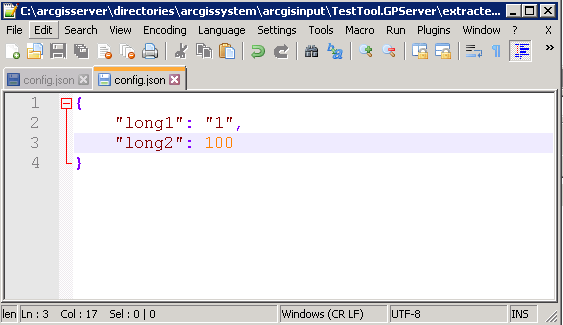 C:\arcgisserver\directories\arcgissystem\arcgisinput\TestTool.GPServer\extracte...
File Edit Search View Encoding Language Settings Tools Macro Run Plugins Window ? X
config.json config.json
1 {
2 "long1": "1",
3 "long2": 100
4 }
len Ln : 3 Col : 17 Sel : 0 | 0 Windows (CR LF) UTF-8 INS